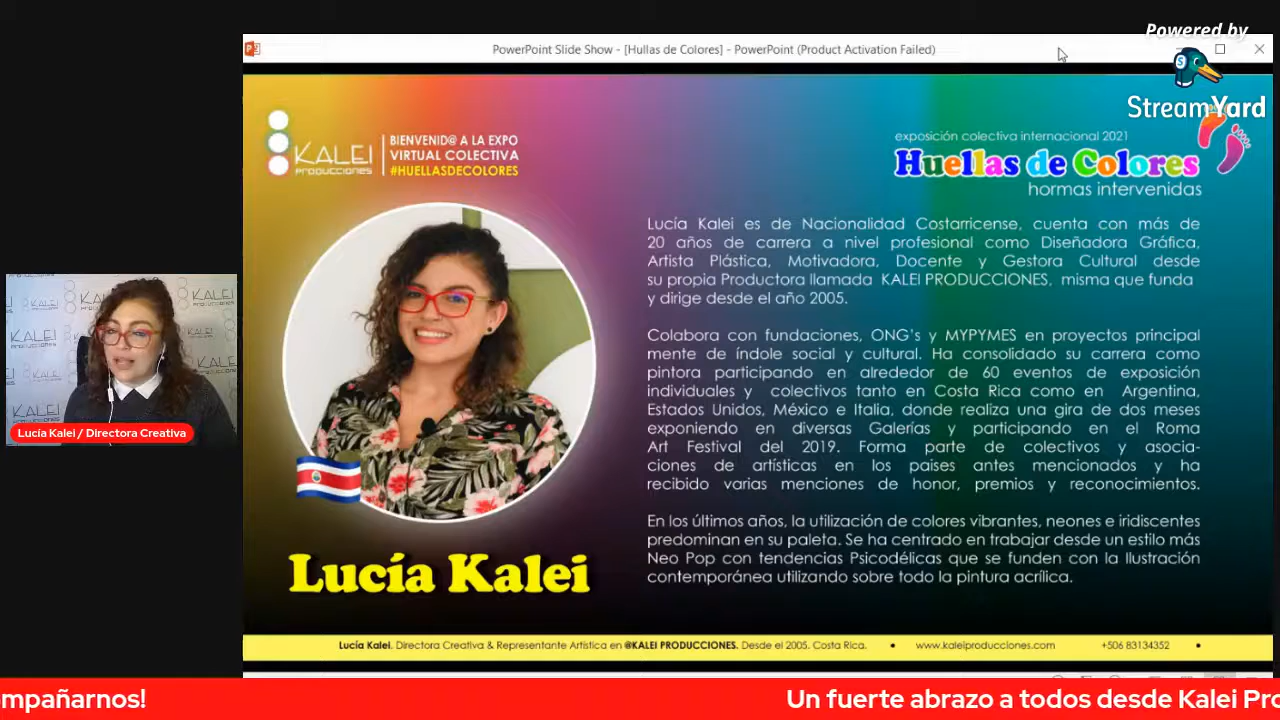 PowerPoint Slide Show - [Hullas de Colores] - PowerPoint (Product Activation Failed)
Powered by
StreamYard
KALEI
producciones
BIENVENID@ A LA EXPO
VIRTUAL COLECTIVA
#HUELLASDECOLORES
exposición colectiva internacional 2021
Huellas de Colores
hormas intervenidas
Lucía Kalei es de Nacionalidad Costarricense, cuenta con más de
20 años de carrera a nivel profesional como Diseñadora Gráfica,
Artista Plástica, Motivadora, Docente y Gestora Cultural desde
su propia Productora llamada KALEI PRODUCCIONES, misma que funda
y dirige desde el año 2005.
Colabora con fundaciones, ONG's y MYPYMES en proyectos principal
mente de índole social y cultural. Ha consolidado su carrera como
pintora participando en alrededor de 60 eventos de exposición
individuales y colectivos tanto en Costa Rica como en Argentina,
Estados Unidos, México e Italia, donde realiza una gira de dos meses
exponiendo en diversas Galerías y participando en el Roma
Art Festival del 2019. Forma parte de colectivos y asocia-
ciones de artísticas en los paises antes mencionados y ha
recibido varias menciones de honor, premios y reconocimientos.
En los últimos años, la utilización de colores vibrantes, neones e iridiscentes
predominan en su paleta. Se ha centrado en trabajar desde un estilo más
Neo Pop con tendencias Psicodélicas que se funden con la Ilustración
contemporánea utilizando sobre todo la pintura acrílica.
Lucía Kalei
Lucía Kalei / Directora Creativa
Lucía Kalei. Directora Creativa & Representante Artística en @KALEI PRODUCCIONES. Desde el 2005. Costa Rica. • www.kaleiproducciones.com +506 83134352 •
ompañarnos! Un fuerte abrazo a todos desde Kalei Pro